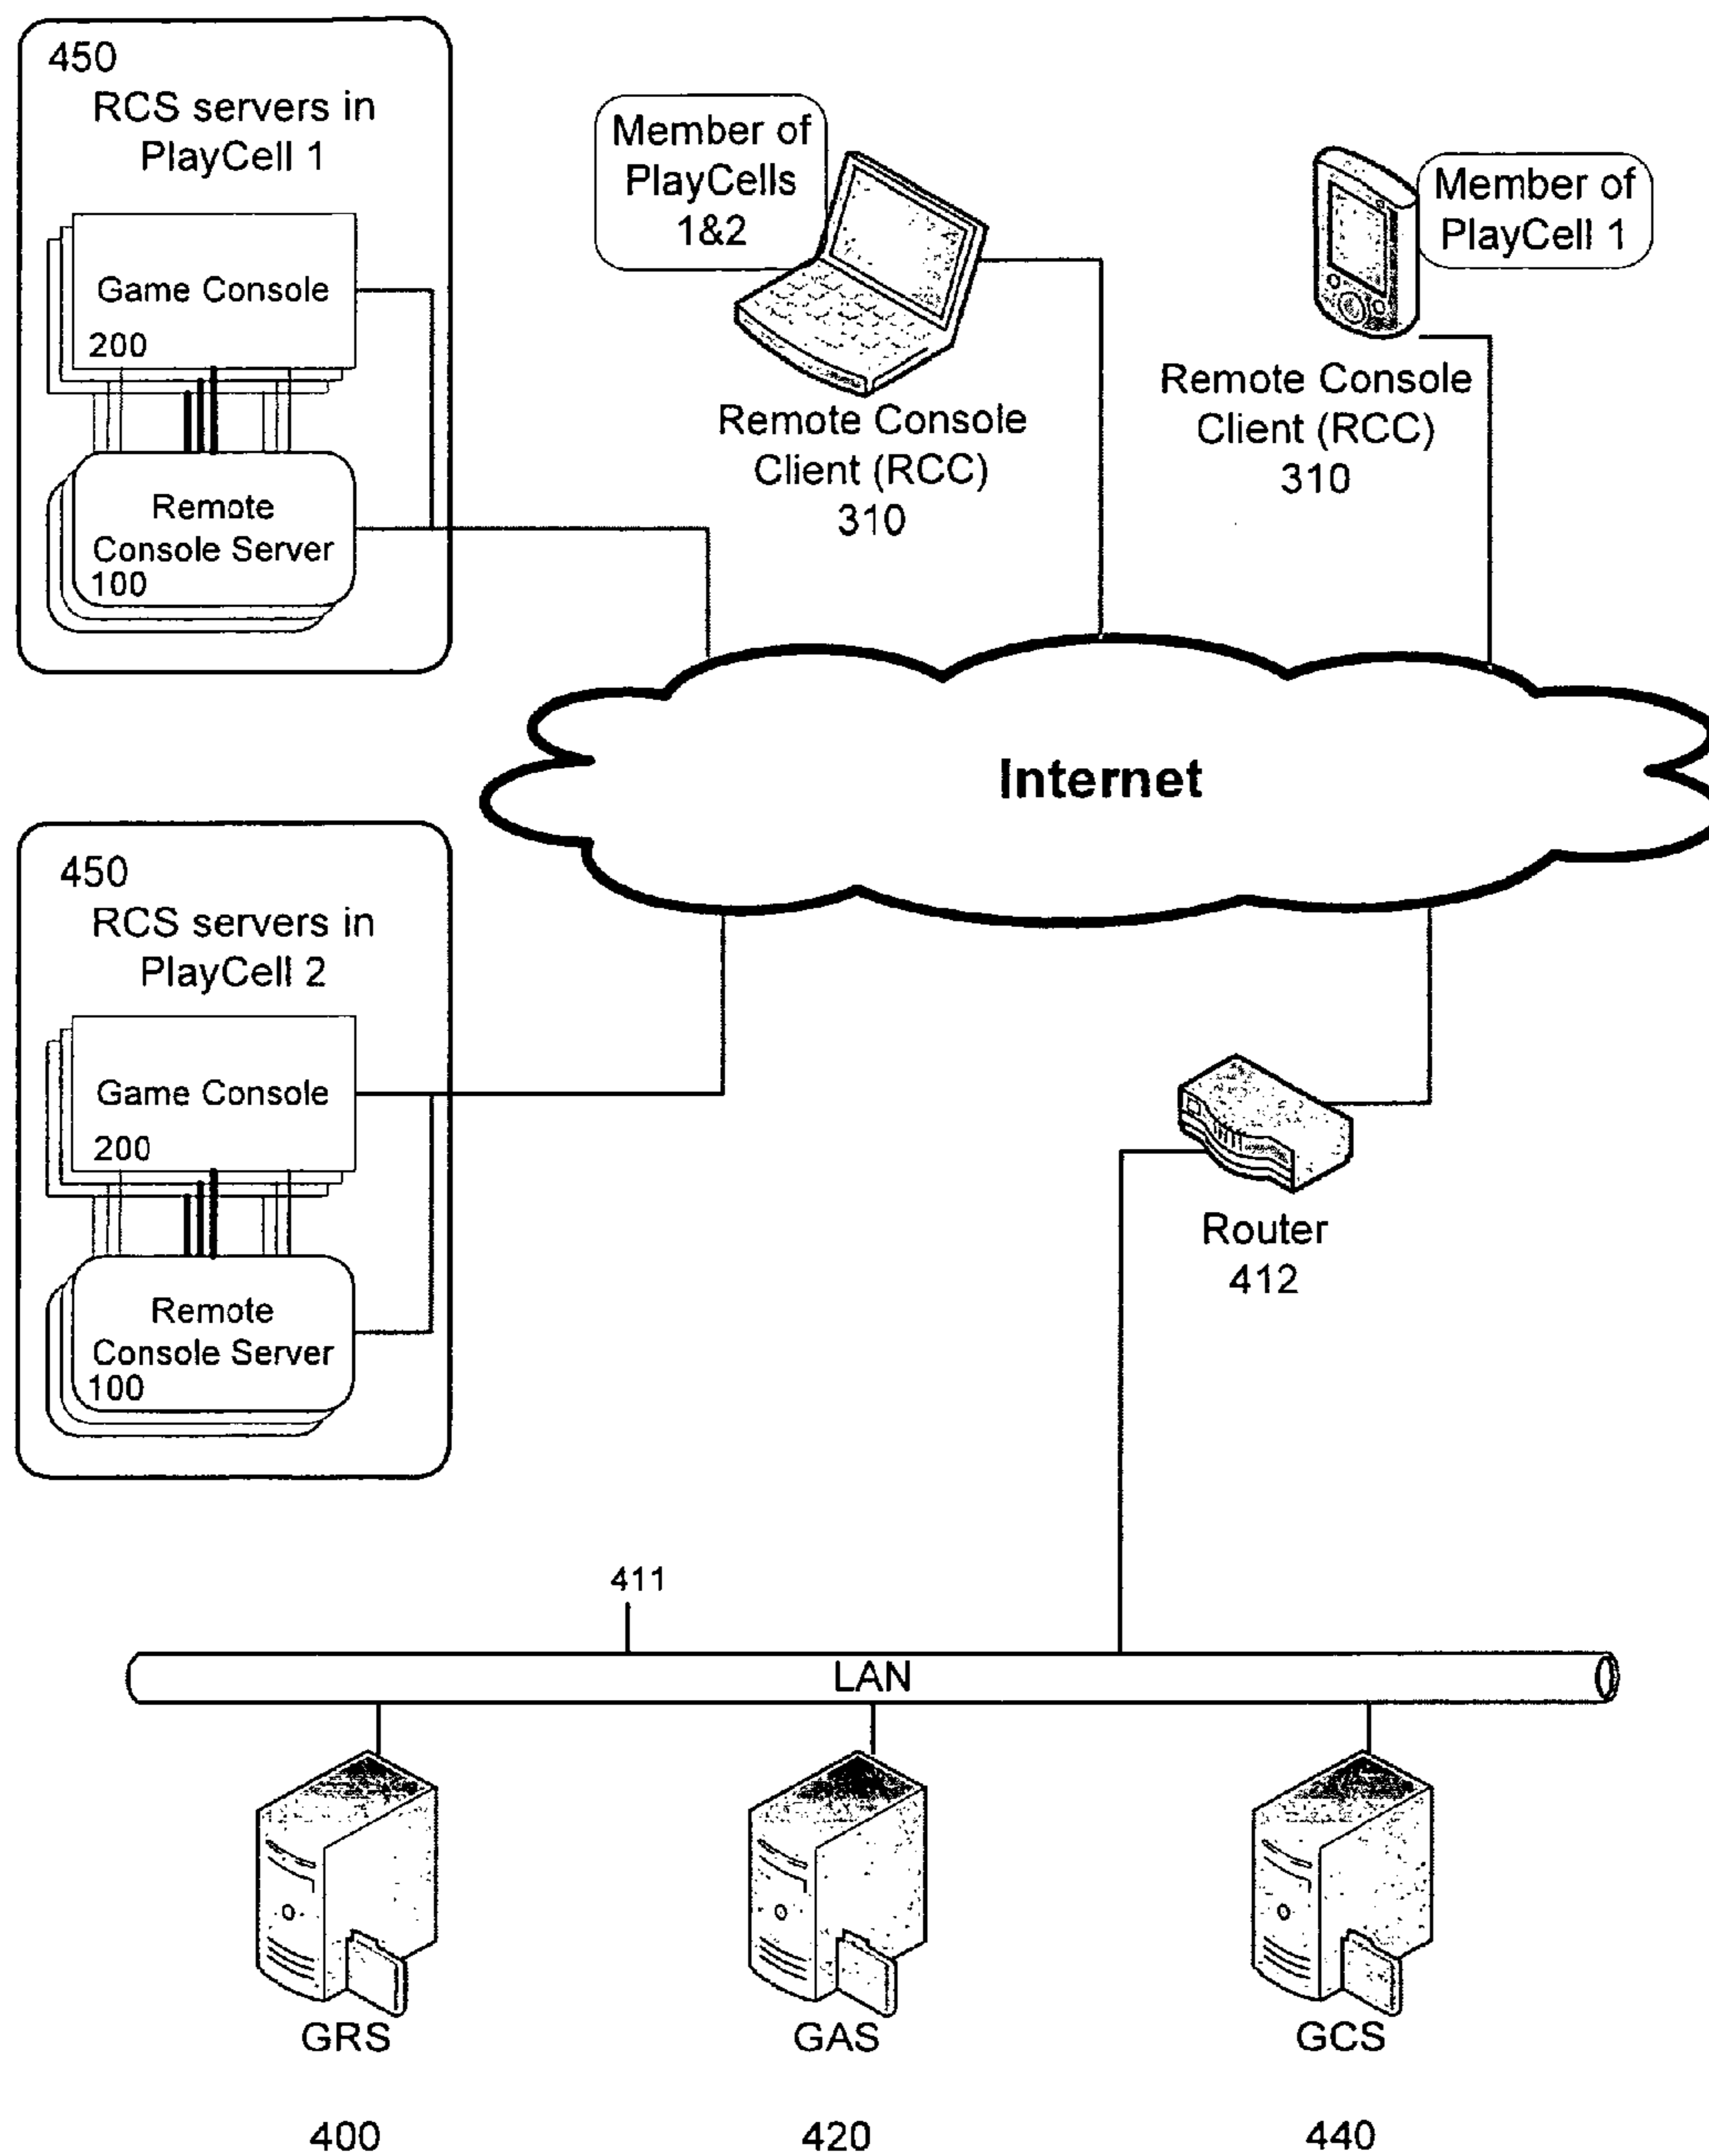 450
RCS servers in
PlayCell 1
Game Console
200
Remote
Console Server
100
Member of
PlayCells
1&2
Remote Console
Client (RCC)
310
Member of
PlayCell 1
Remote Console
Client (RCC)
310
Internet
450
RCS servers in
PlayCell 2
Game Console
200
Remote
Console Server
100
Router
412
411
LAN
GRS
GAS
GCS
400
420
440